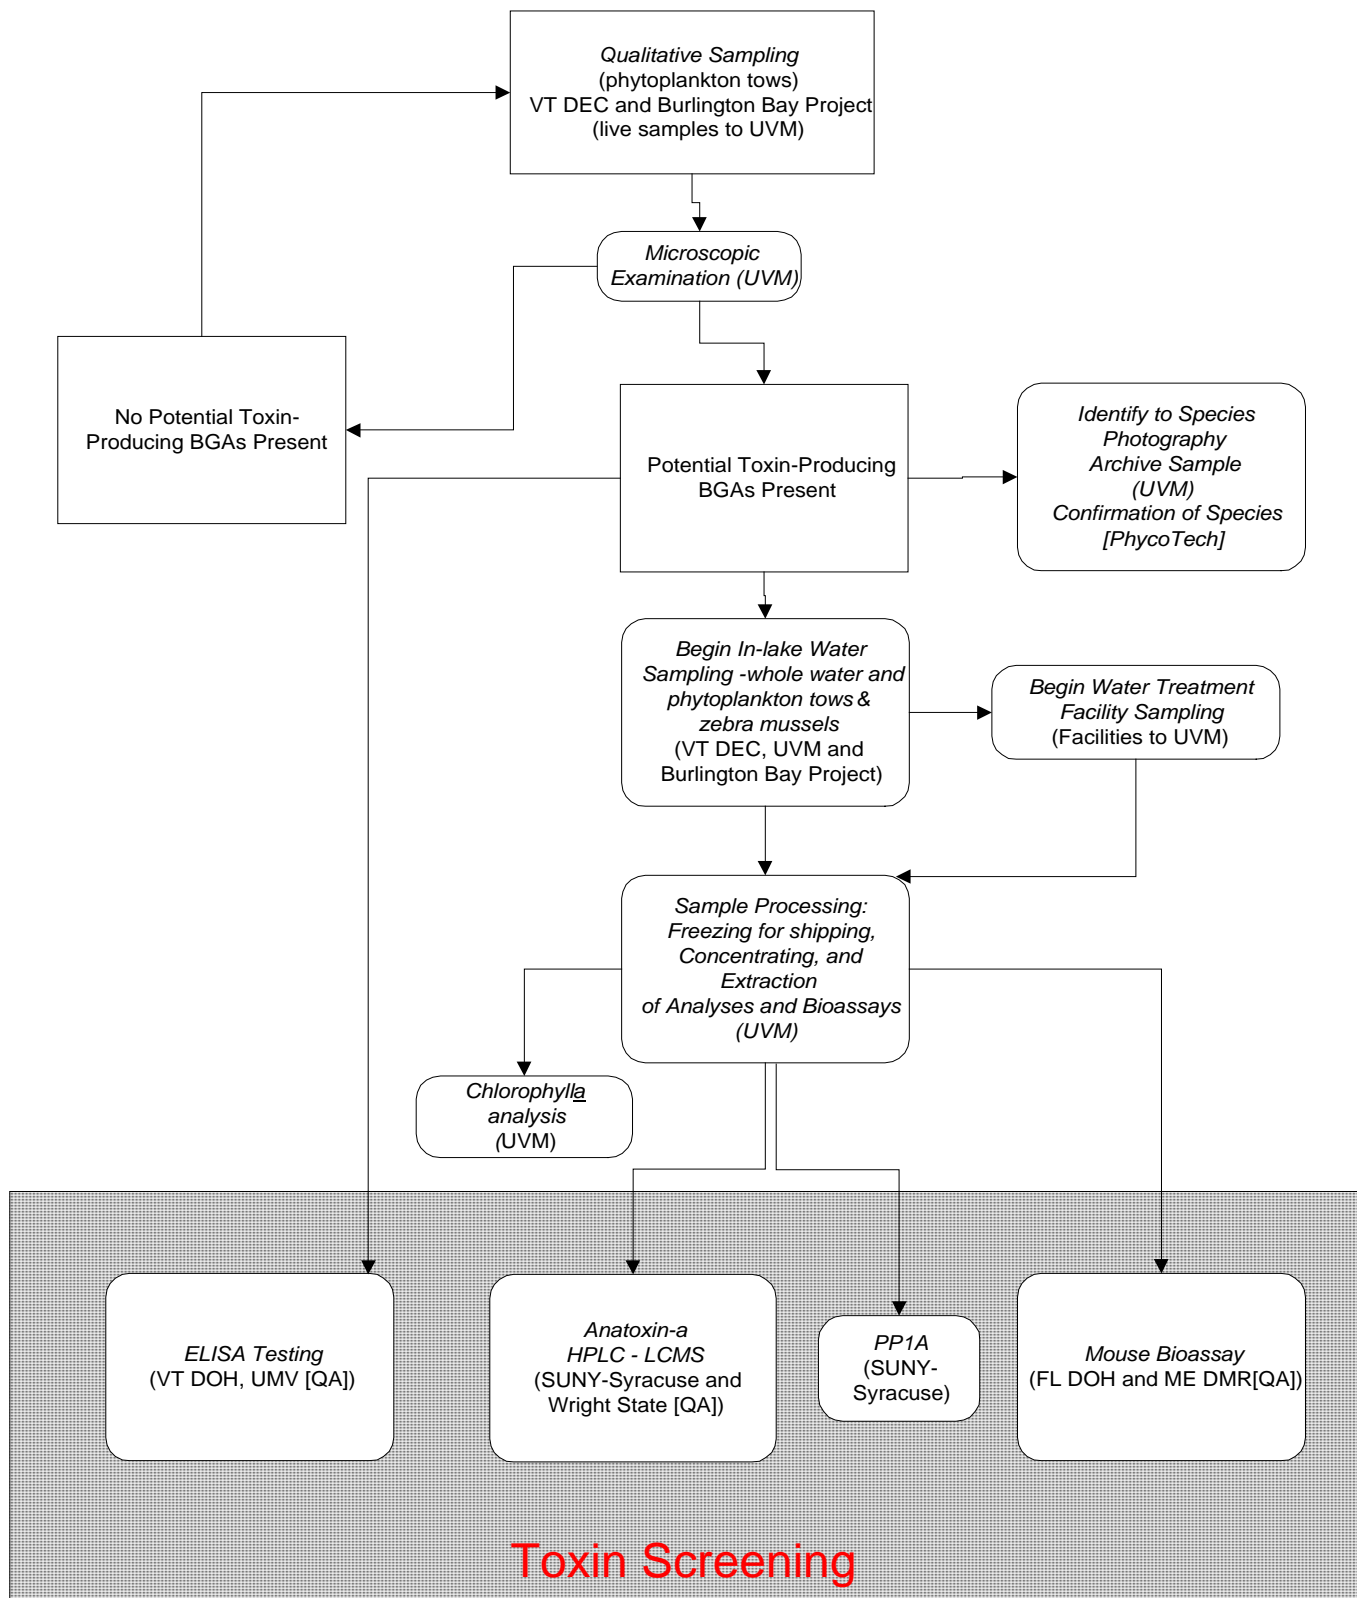 Qualitative Sampling
(phytoplankton tows)
VT DEC and Burlington Bay Project
(live samples to UVM)
Microscopic
Examination (UVM)
No Potential Toxin-
Producing BGAs Present
Potential Toxin-Producing
BGAs Present
Identify to Species
Photography
Archive Sample
(UVM)
Confirmation of Species
[PhycoTech]
Begin In-lake Water
Sampling -whole water and
phytoplankton tows &
zebra mussels
(VT DEC, UVM and
Burlington Bay Project)
Begin Water Treatment
Facility Sampling
(Facilities to UVM)
Sample Processing:
Freezing for shipping,
Concentrating, and
Extraction
of Analyses and Bioassays
(UVM)
Chlorophylla
analysis
(UVM)
ELISA Testing
(VT DOH, UMV [QA])
Anatoxin-a
HPLC - LCMS
(SUNY-Syracuse and
Wright State [QA])
PP1A
(SUNY-
Syracuse)
Mouse Bioassay
(FL DOH and ME DMR[QA])
Toxin Screening